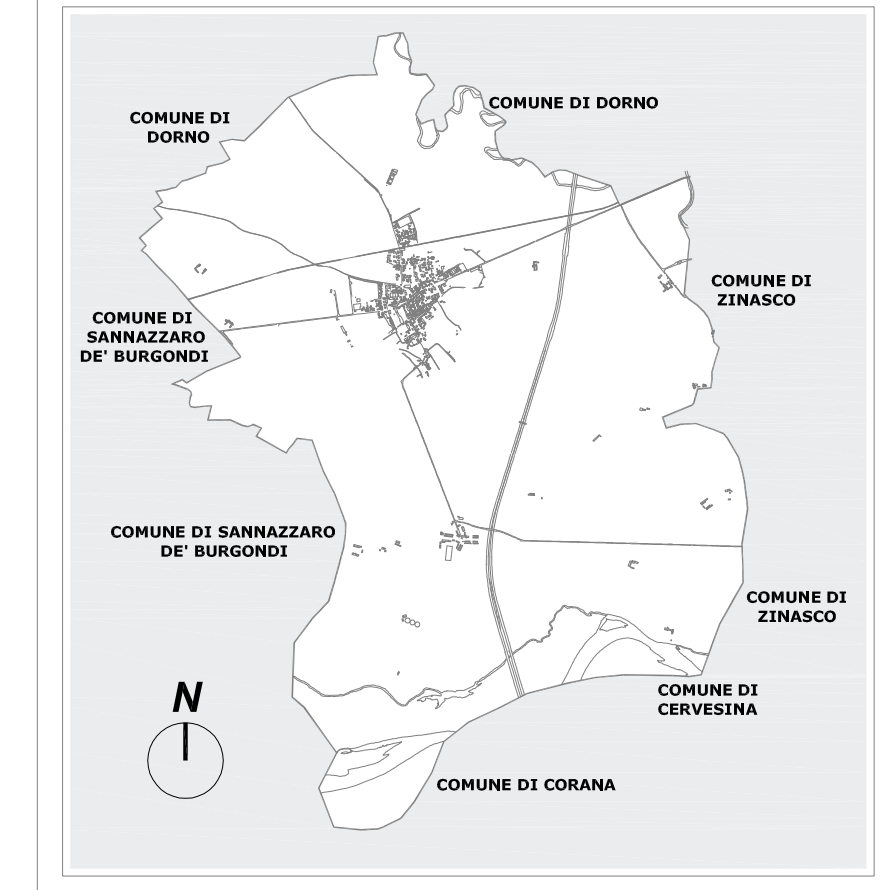 COMUNE DI DORNO
COMUNE DI
DORNO
COMUNE DI
ZINASCO
COMUNE DI
SANNAZZARO
DE' BURGONDI
COMUNE DI SANNAZZARO
DE' BURGONDI
COMUNE DI
ZINASCO
COMUNE DI
CERVESINA
N
COMUNE DI CORANA